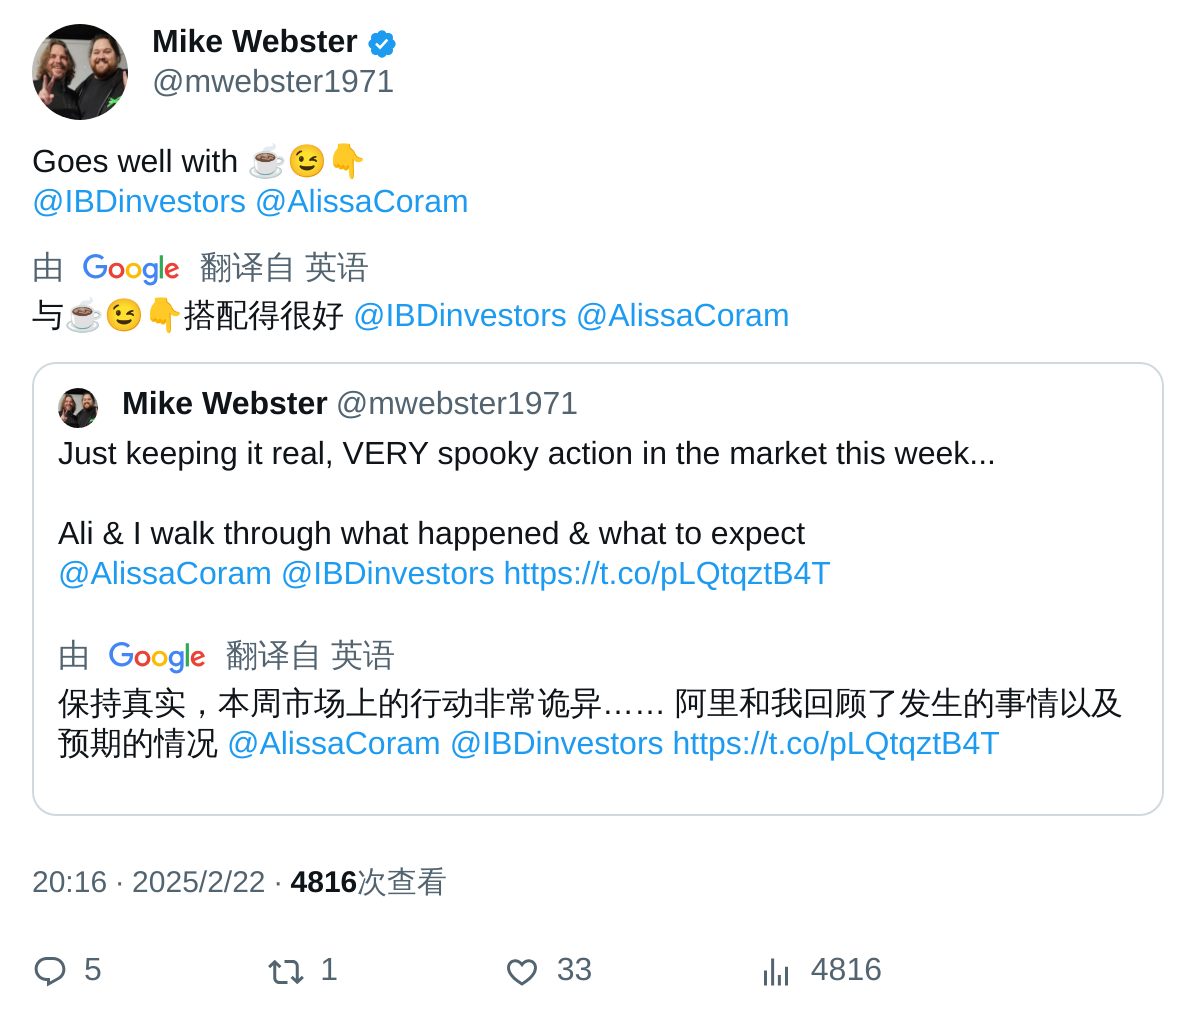 Mike Webster
@mwebster1971
Goes well with ☕😉👇
@IBDinvestors @AlissaCoram
由 Google 翻译自 英语
与☕😉👇搭配得很好 @IBDinvestors @AlissaCoram
Mike Webster @mwebster1971
Just keeping it real, VERY spooky action in the market this week...
Ali & I walk through what happened & what to expect
@AlissaCoram @IBDinvestors https://t.co/pLQtqztB4T
由 Google 翻译自 英语
保持真实，本周市场上的行动非常诡异…… 阿里和我回顾了发生的事情以及
预期的情况 @AlissaCoram @IBDinvestors https://t.co/pLQtqztB4T
20:16 · 2025/2/22 · 4816次查看
5 1 33 4816